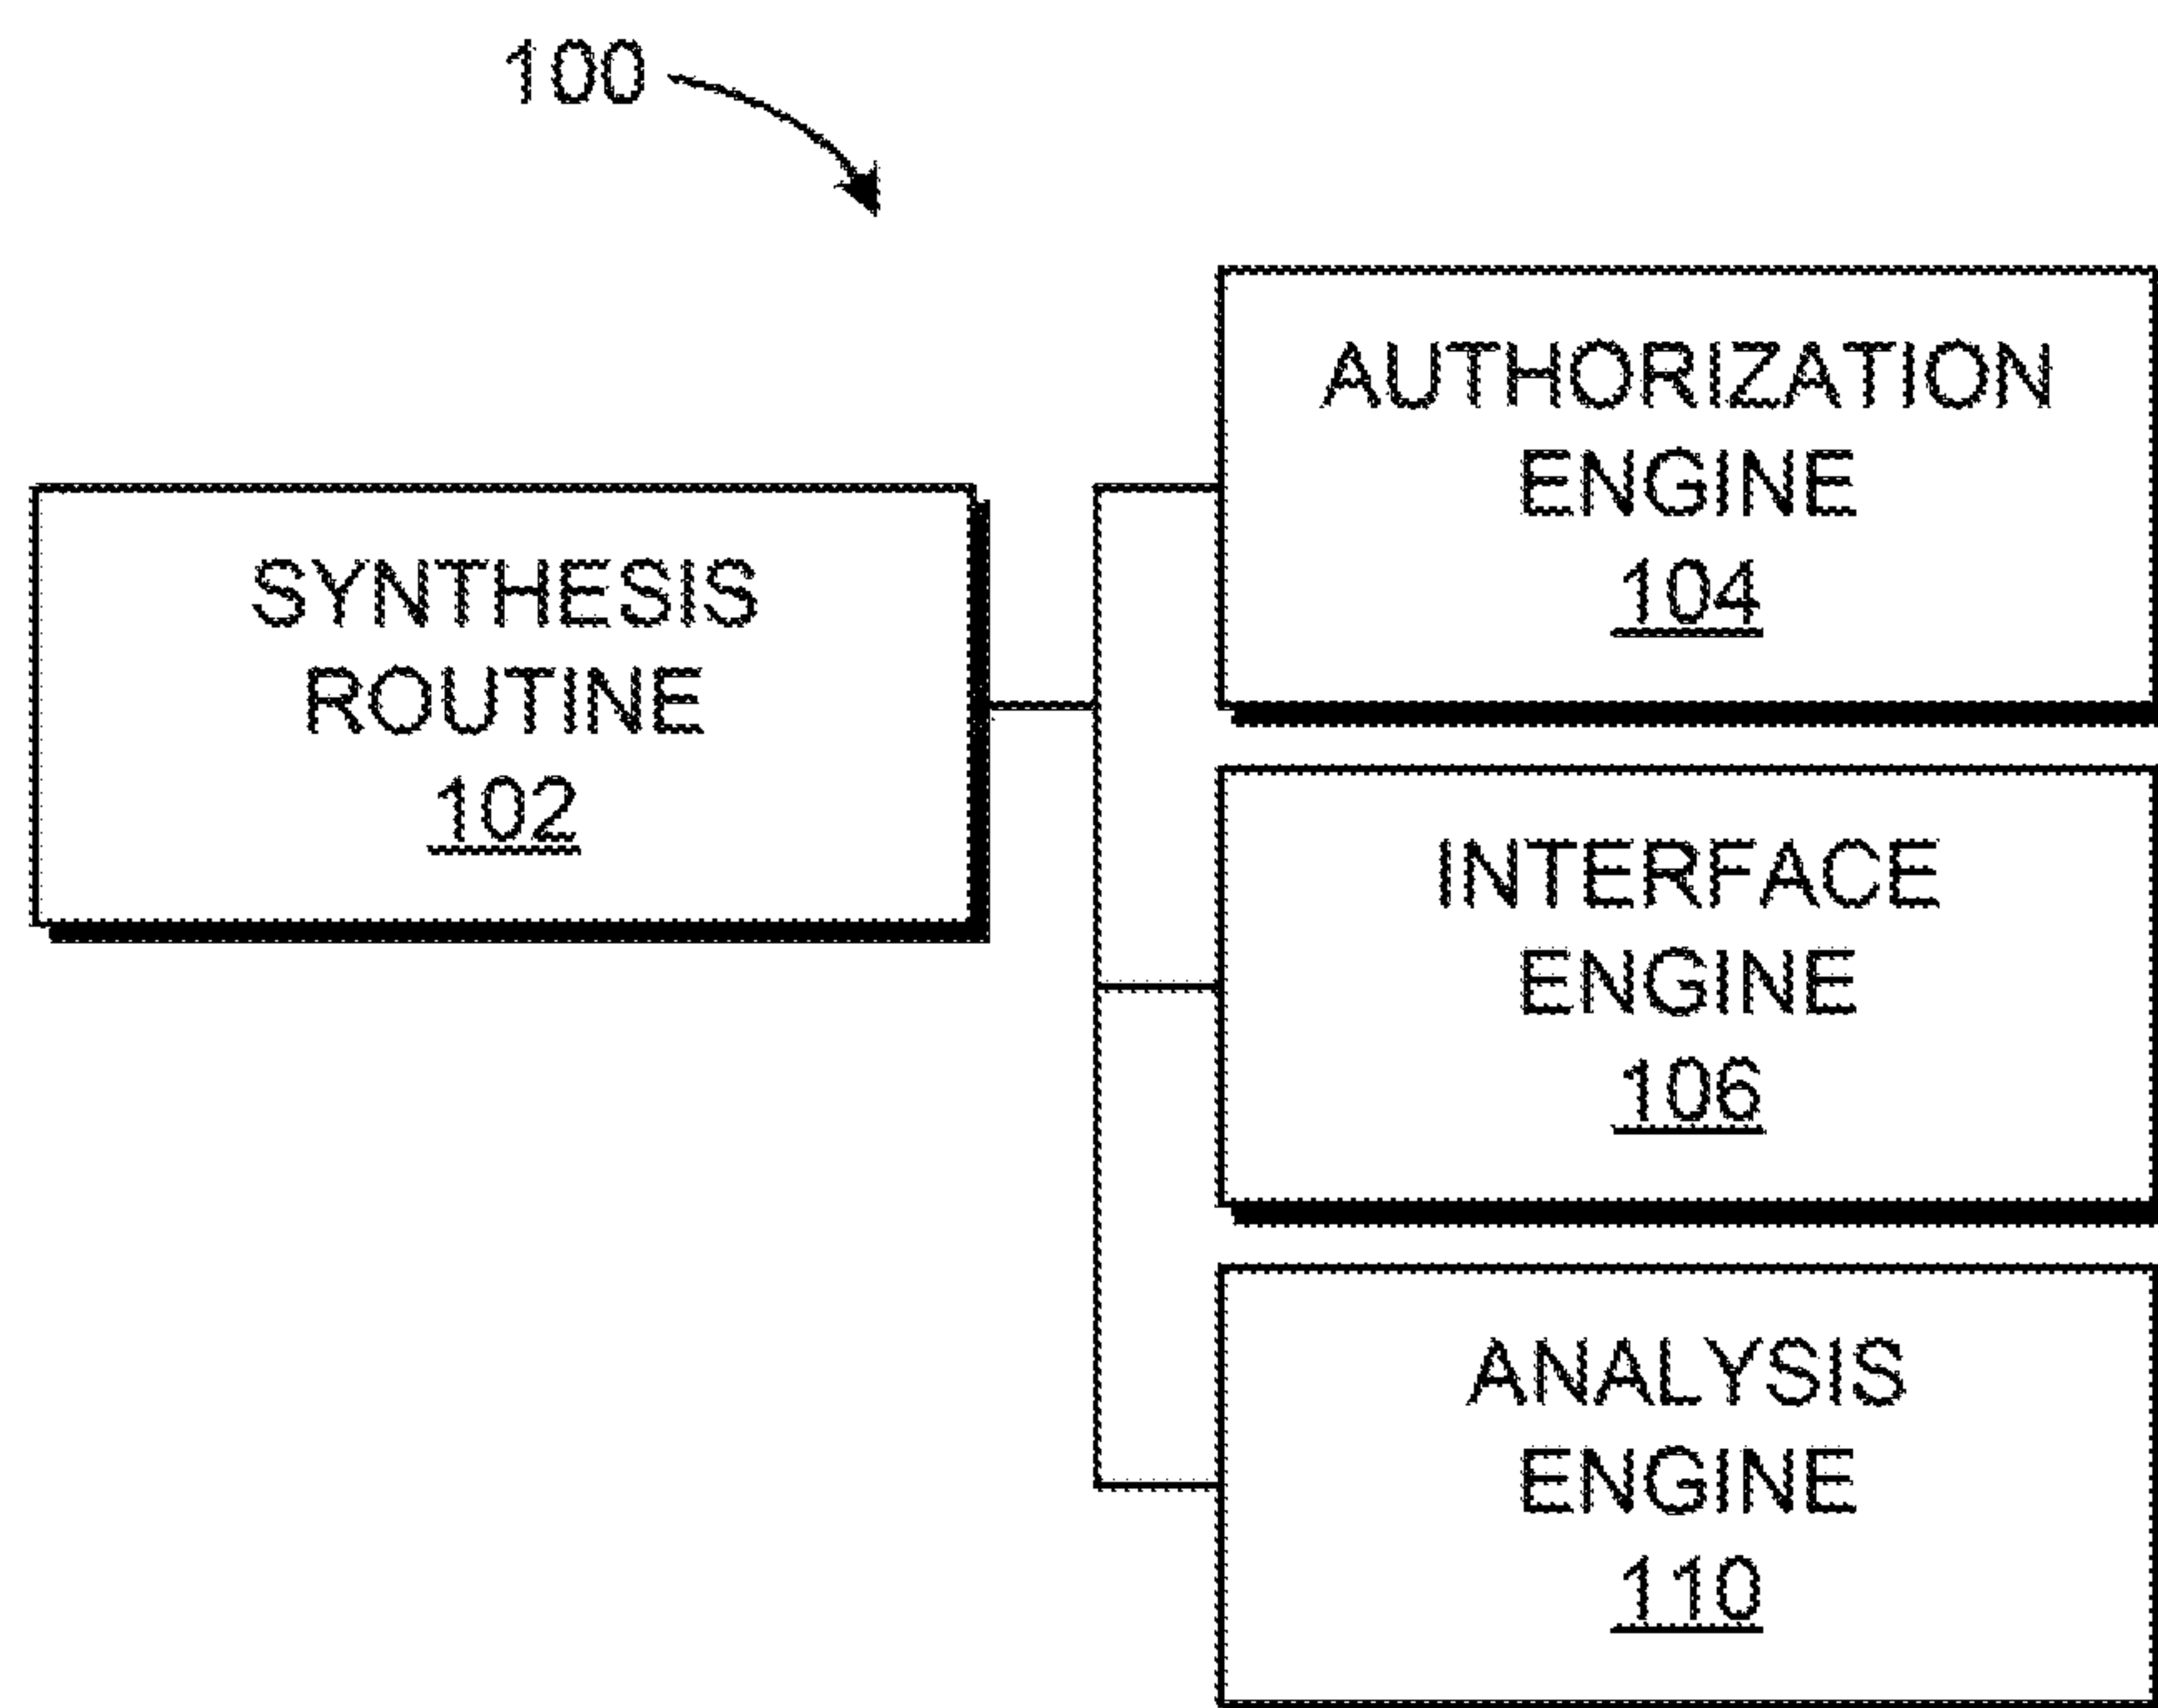 100
SYNTHESIS
ROUTINE
102
AUTHORIZATION
ENGINE
104
INTERFACE
ENGINE
106
ANALYSIS
ENGINE
110